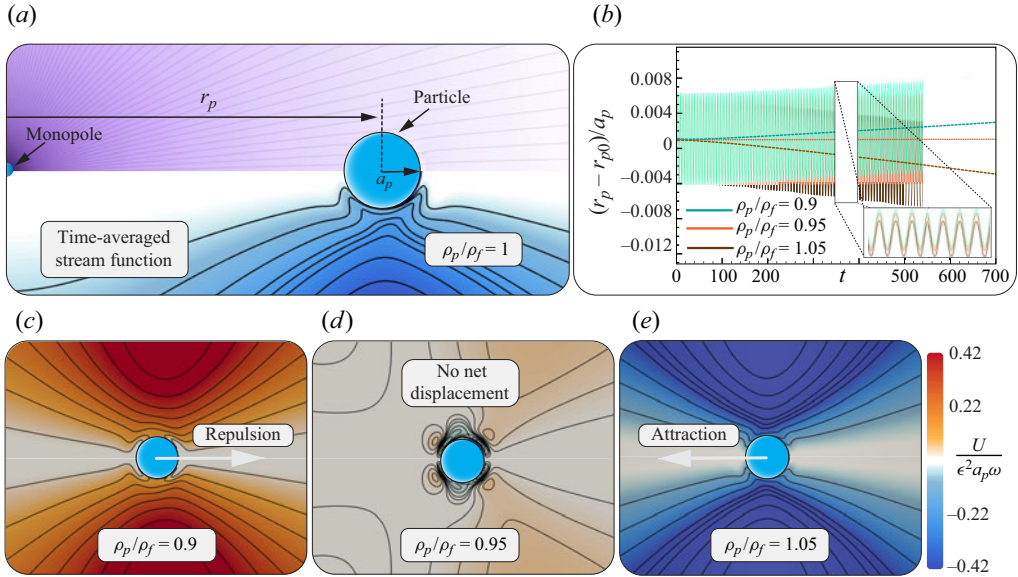 (a)
r_p
Particle
Monopole
a_p
Time-averaged
stream function
ρ_p/ρ_f = 1
(b)
(r_p − r_p0)/a_p
0.008
0.004
0
−0.004
−0.008
−0.012
ρ_p/ρ_f = 0.9
ρ_p/ρ_f = 0.95
ρ_p/ρ_f = 1.05
0
200
t
500
600
700
(c)
Repulsion
ρ_p/ρ_f = 0.9
(d)
No net
displacement
ρ_p/ρ_f = 0.95
(e)
Attraction
ρ_p/ρ_f = 1.05
0.42
0.22
U
ϵ²a_pω
−0.22
−0.42